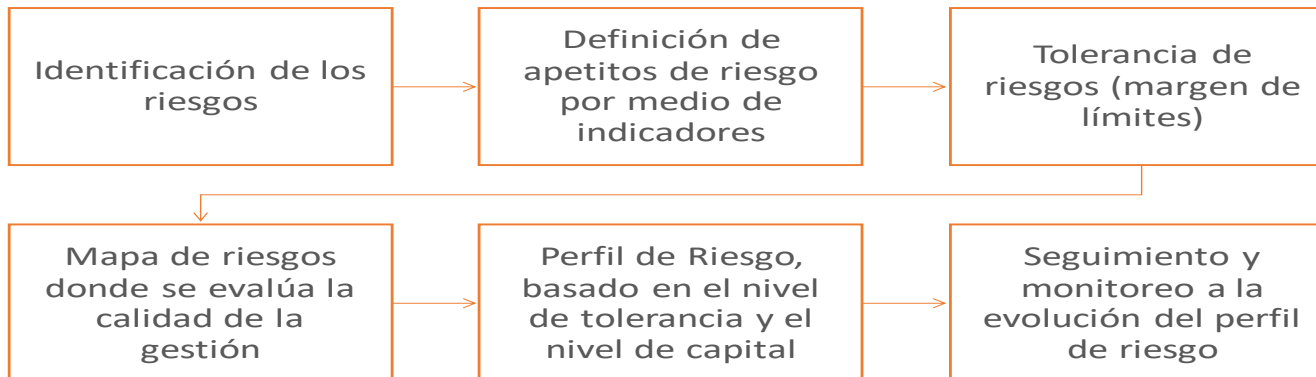 Identificación de los
riesgos
Definición de
apetitos de riesgo
por medio de
indicadores
Tolerancia de
riesgos (margen de
límites)
Mapa de riesgos
donde se evalúa la
calidad de la
gestión
Perfil de Riesgo,
basado en el nivel
de tolerancia y el
nivel de capital
Seguimiento y
monitoreo a la
evolución del perfil
de riesgo